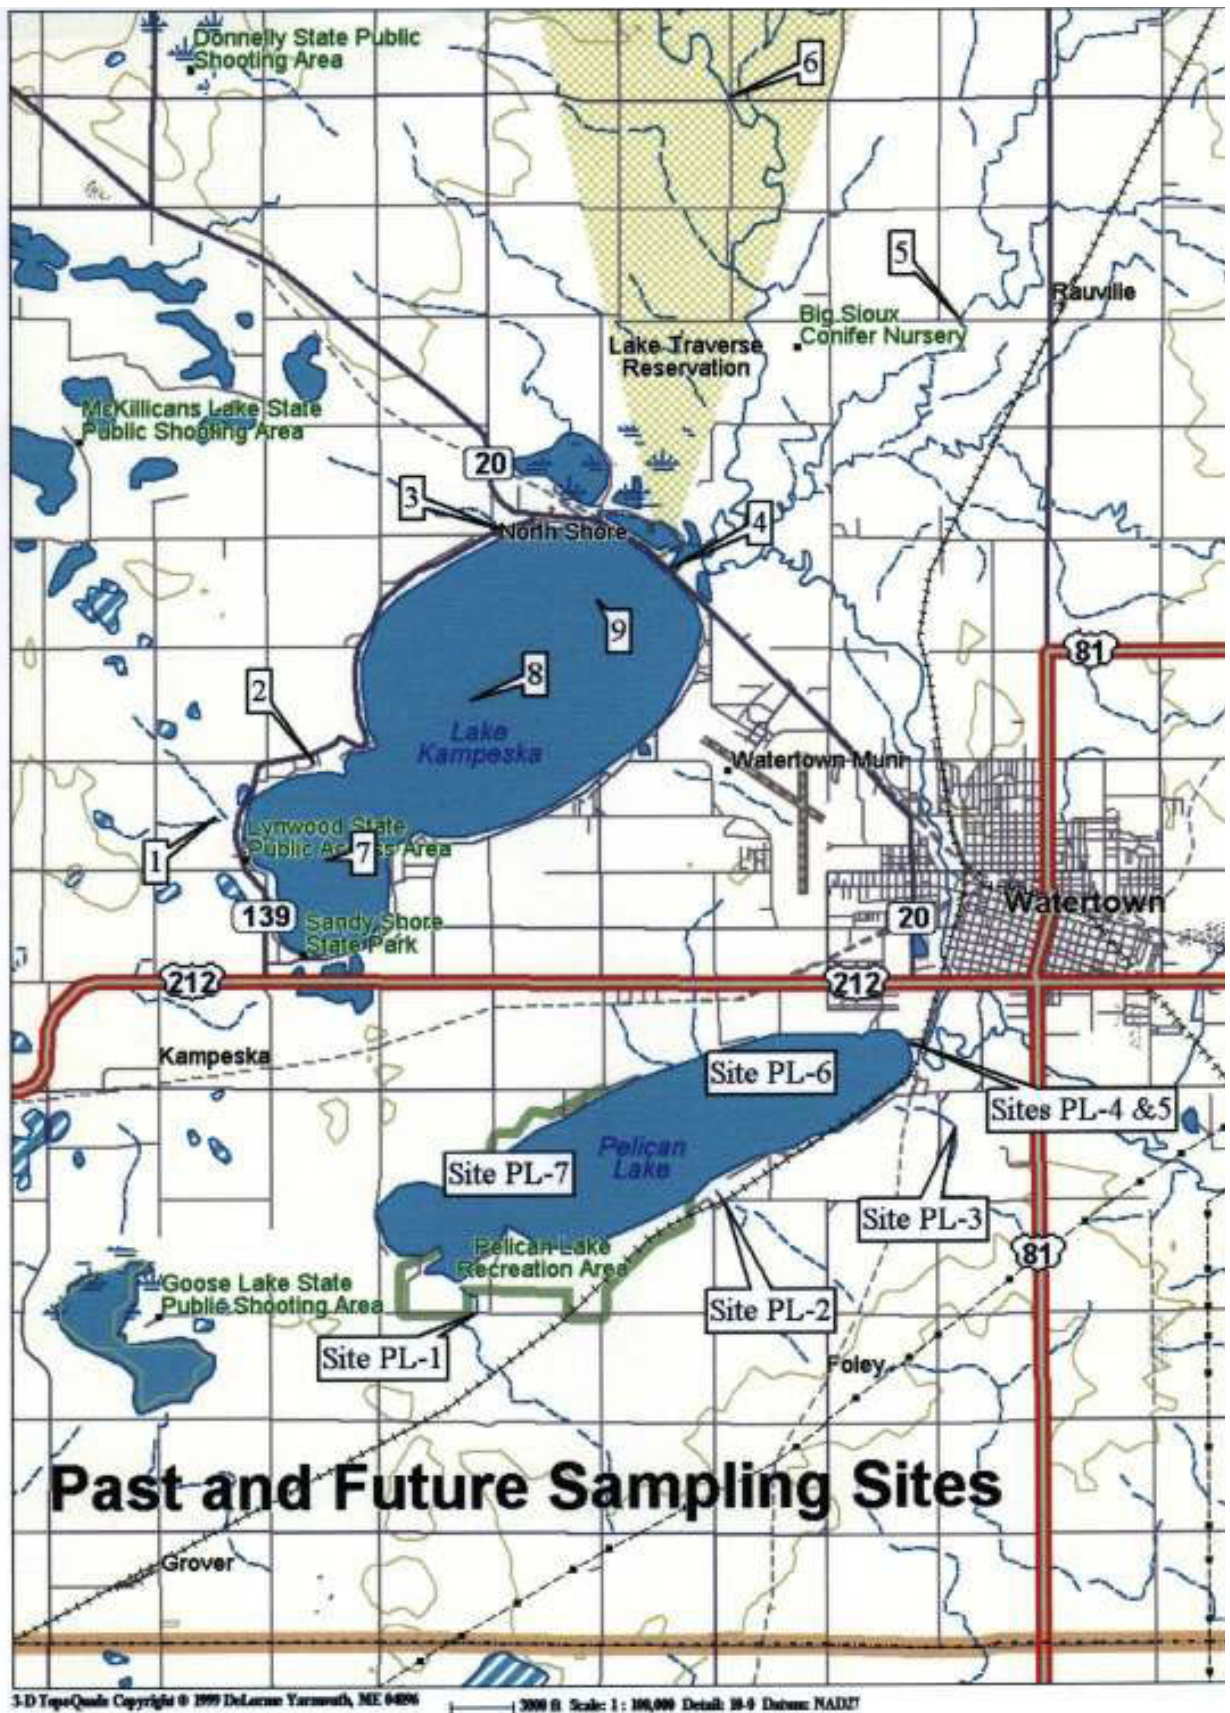 Donnelly State Public
Shooting Area
6
5
Rauville
Big Sioux
Conifer Nursery
Lake Traverse
Reservation
McKillicans Lake State
Public Shooting Area
20
3
North Shore
4
9
81
2
8
Lake
Kampeska
Watertown Muni
1
Lynwood State
Public Access Area
7
139
Sandy Shore
State Park
20
Watertown
212
212
Kampeska
Site PL-6
Sites PL-4 &5
Pelican
Lake
Site PL-7
Site PL-3
Pelican Lake
Recreation Area
81
Goose Lake State
Public Shooting Area
Site PL-2
Site PL-1
Foley
Past and Future Sampling Sites
Grover
3-D TopoQuads Copyright © 1999 DeLorme Yarmouth, ME 04096
3000 ft Scale: 1 : 100,000 Detail: 10-0 Datum: NAD27